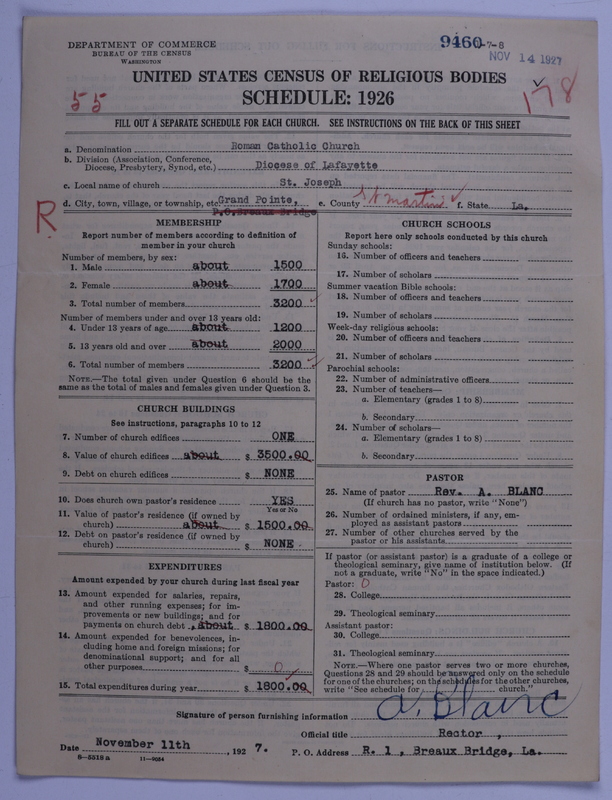 DEPARTMENT OF COMMERCE
BUREAU OF THE CENSUS
WASHINGTON
9460-7-8
NOV 14 1927
UNITED STATES CENSUS OF RELIGIOUS BODIES
SCHEDULE: 1926
55
178
FILL OUT A SEPARATE SCHEDULE FOR EACH CHURCH. SEE INSTRUCTIONS ON THE BACK OF THIS SHEET
a. Denomination Roman Catholic Church
b. Division (Association, Conference, Diocese, Presbytery, Synod, etc.) Diocese of Lafayette
c. Local name of church St. Joseph
d. City, town, village, or township, etc Grand Pointe, P.O. Breaux Bridge e. County St Martin f. State La.
R
MEMBERSHIP
Report number of members according to definition of
member in your church
Number of members, by sex:
1. Male about 1500
2. Female about 1700
3. Total number of members 3200
Number of members under and over 13 years old:
4. Under 13 years of age about 1200
5. 13 years old and over about 2000
6. Total number of members 3200
NOTE.—The total given under Question 6 should be the
same as the total of males and females given under Question 3.
CHURCH BUILDINGS
See instructions, paragraphs 10 to 12
7. Number of church edifices ONE
8. Value of church edifices about $ 3500.00
9. Debt on church edifices $ NONE
10. Does church own pastor's residence YES
Yes or No
11. Value of pastor's residence (if owned by
church) about $ 1500.00
12. Debt on pastor's residence (if owned by
church) $ NONE.
EXPENDITURES
Amount expended by your church during last fiscal year
13. Amount expended for salaries, repairs,
and other running expenses; for im-
provements or new buildings; and for
payments on church debt about $ 1800.00
14. Amount expended for benevolences, in-
cluding home and foreign missions; for
denominational support; and for all
other purposes $ 0
15. Total expenditures during year $ 1800.00
CHURCH SCHOOLS
Report here only schools conducted by this church
Sunday schools:
16. Number of officers and teachers
17. Number of scholars
Summer vacation Bible schools:
18. Number of officers and teachers
19. Number of scholars
Week-day religious schools:
20. Number of officers and teachers
21. Number of scholars
Parochial schools:
22. Number of administrative officers
23. Number of teachers—
a. Elementary (grades 1 to 8)
b. Secondary
24. Number of scholars—
a. Elementary (grades 1 to 8)
b. Secondary
PASTOR
25. Name of pastor Rev. A. BLANC
(If church has no pastor, write "None")
26. Number of ordained ministers, if any, em-
ployed as assistant pastors
27. Number of other churches served by the
pastor or his assistants
If pastor (or assistant pastor) is a graduate of a college or
theological seminary, give name of institution below. (If
not a graduate, write "No" in the space indicated.)
Pastor: 0
28. College
29. Theological seminary
Assistant pastor:
30. College
31. Theological seminary
NOTE.—Where one pastor serves two or more churches,
Questions 28 and 29 should be answered only on the schedule
for one of the churches; on the schedules for the other churches,
write "See schedule for church."
Signature of person furnishing information A. Blanc
Official title Rector,
Date November 11th, 1927. P. O. Address R. 1, Breaux Bridge, La.
8-5518 a 11-9034